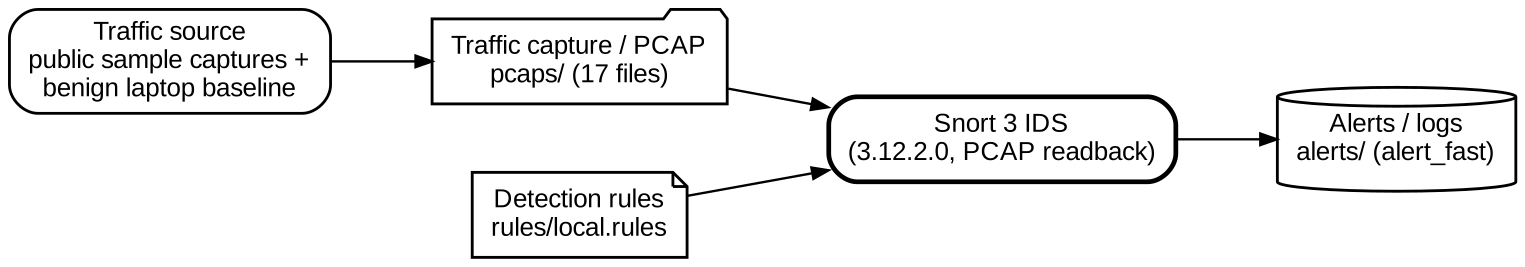 Traffic source
public sample captures +
benign laptop baseline
Traffic capture / PCAP
pcaps/ (17 files)
Detection rules
rules/local.rules
Snort 3 IDS
(3.12.2.0, PCAP readback)
Alerts / logs
alerts/ (alert_fast)